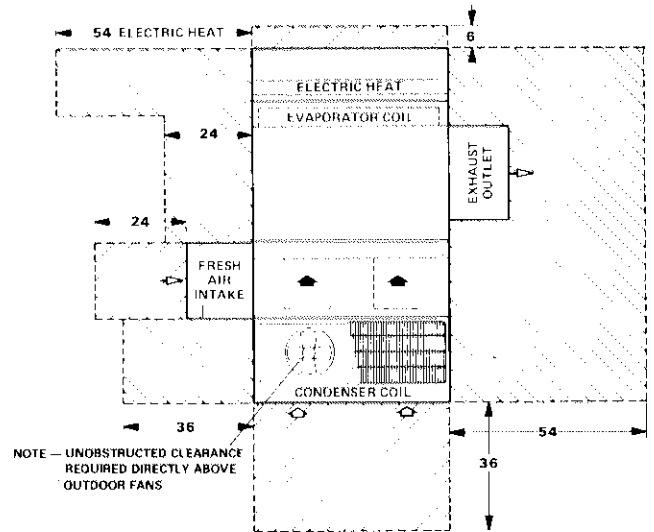 54 ELECTRIC HEAT
6
ELECTRIC HEAT
EVAPORATOR COIL
24
EXHAUST
OUTLET
24
FRESH
AIR
INTAKE
CONDENSER COIL
36
54
NOTE — UNOBSTRUCTED CLEARANCE
REQUIRED DIRECTLY ABOVE
OUTDOOR FANS
36